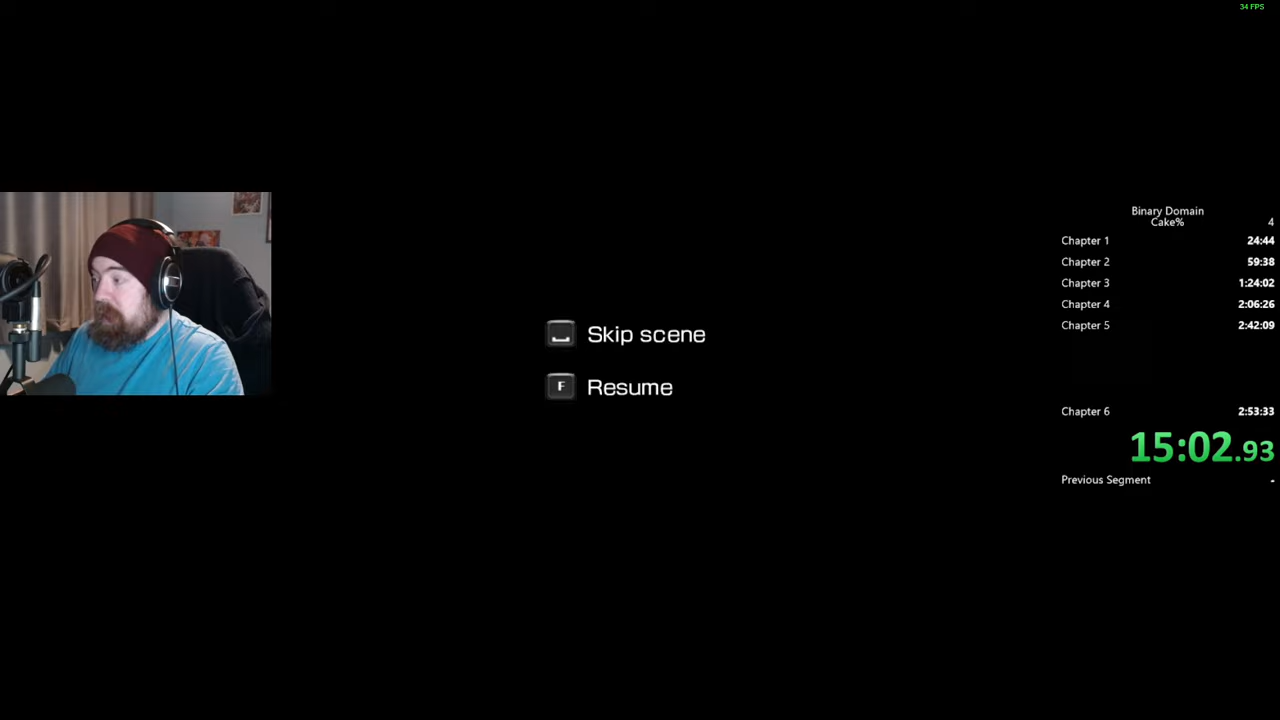 34 FPS
Binary Domain
Cake% 4
Chapter 1 24:44
Chapter 2 59:38
Chapter 3 1:24:02
Chapter 4 2:06:26
Chapter 5 2:42:09
Skip scene
F Resume
Chapter 6 2:53:33
15:02.93
Previous Segment -